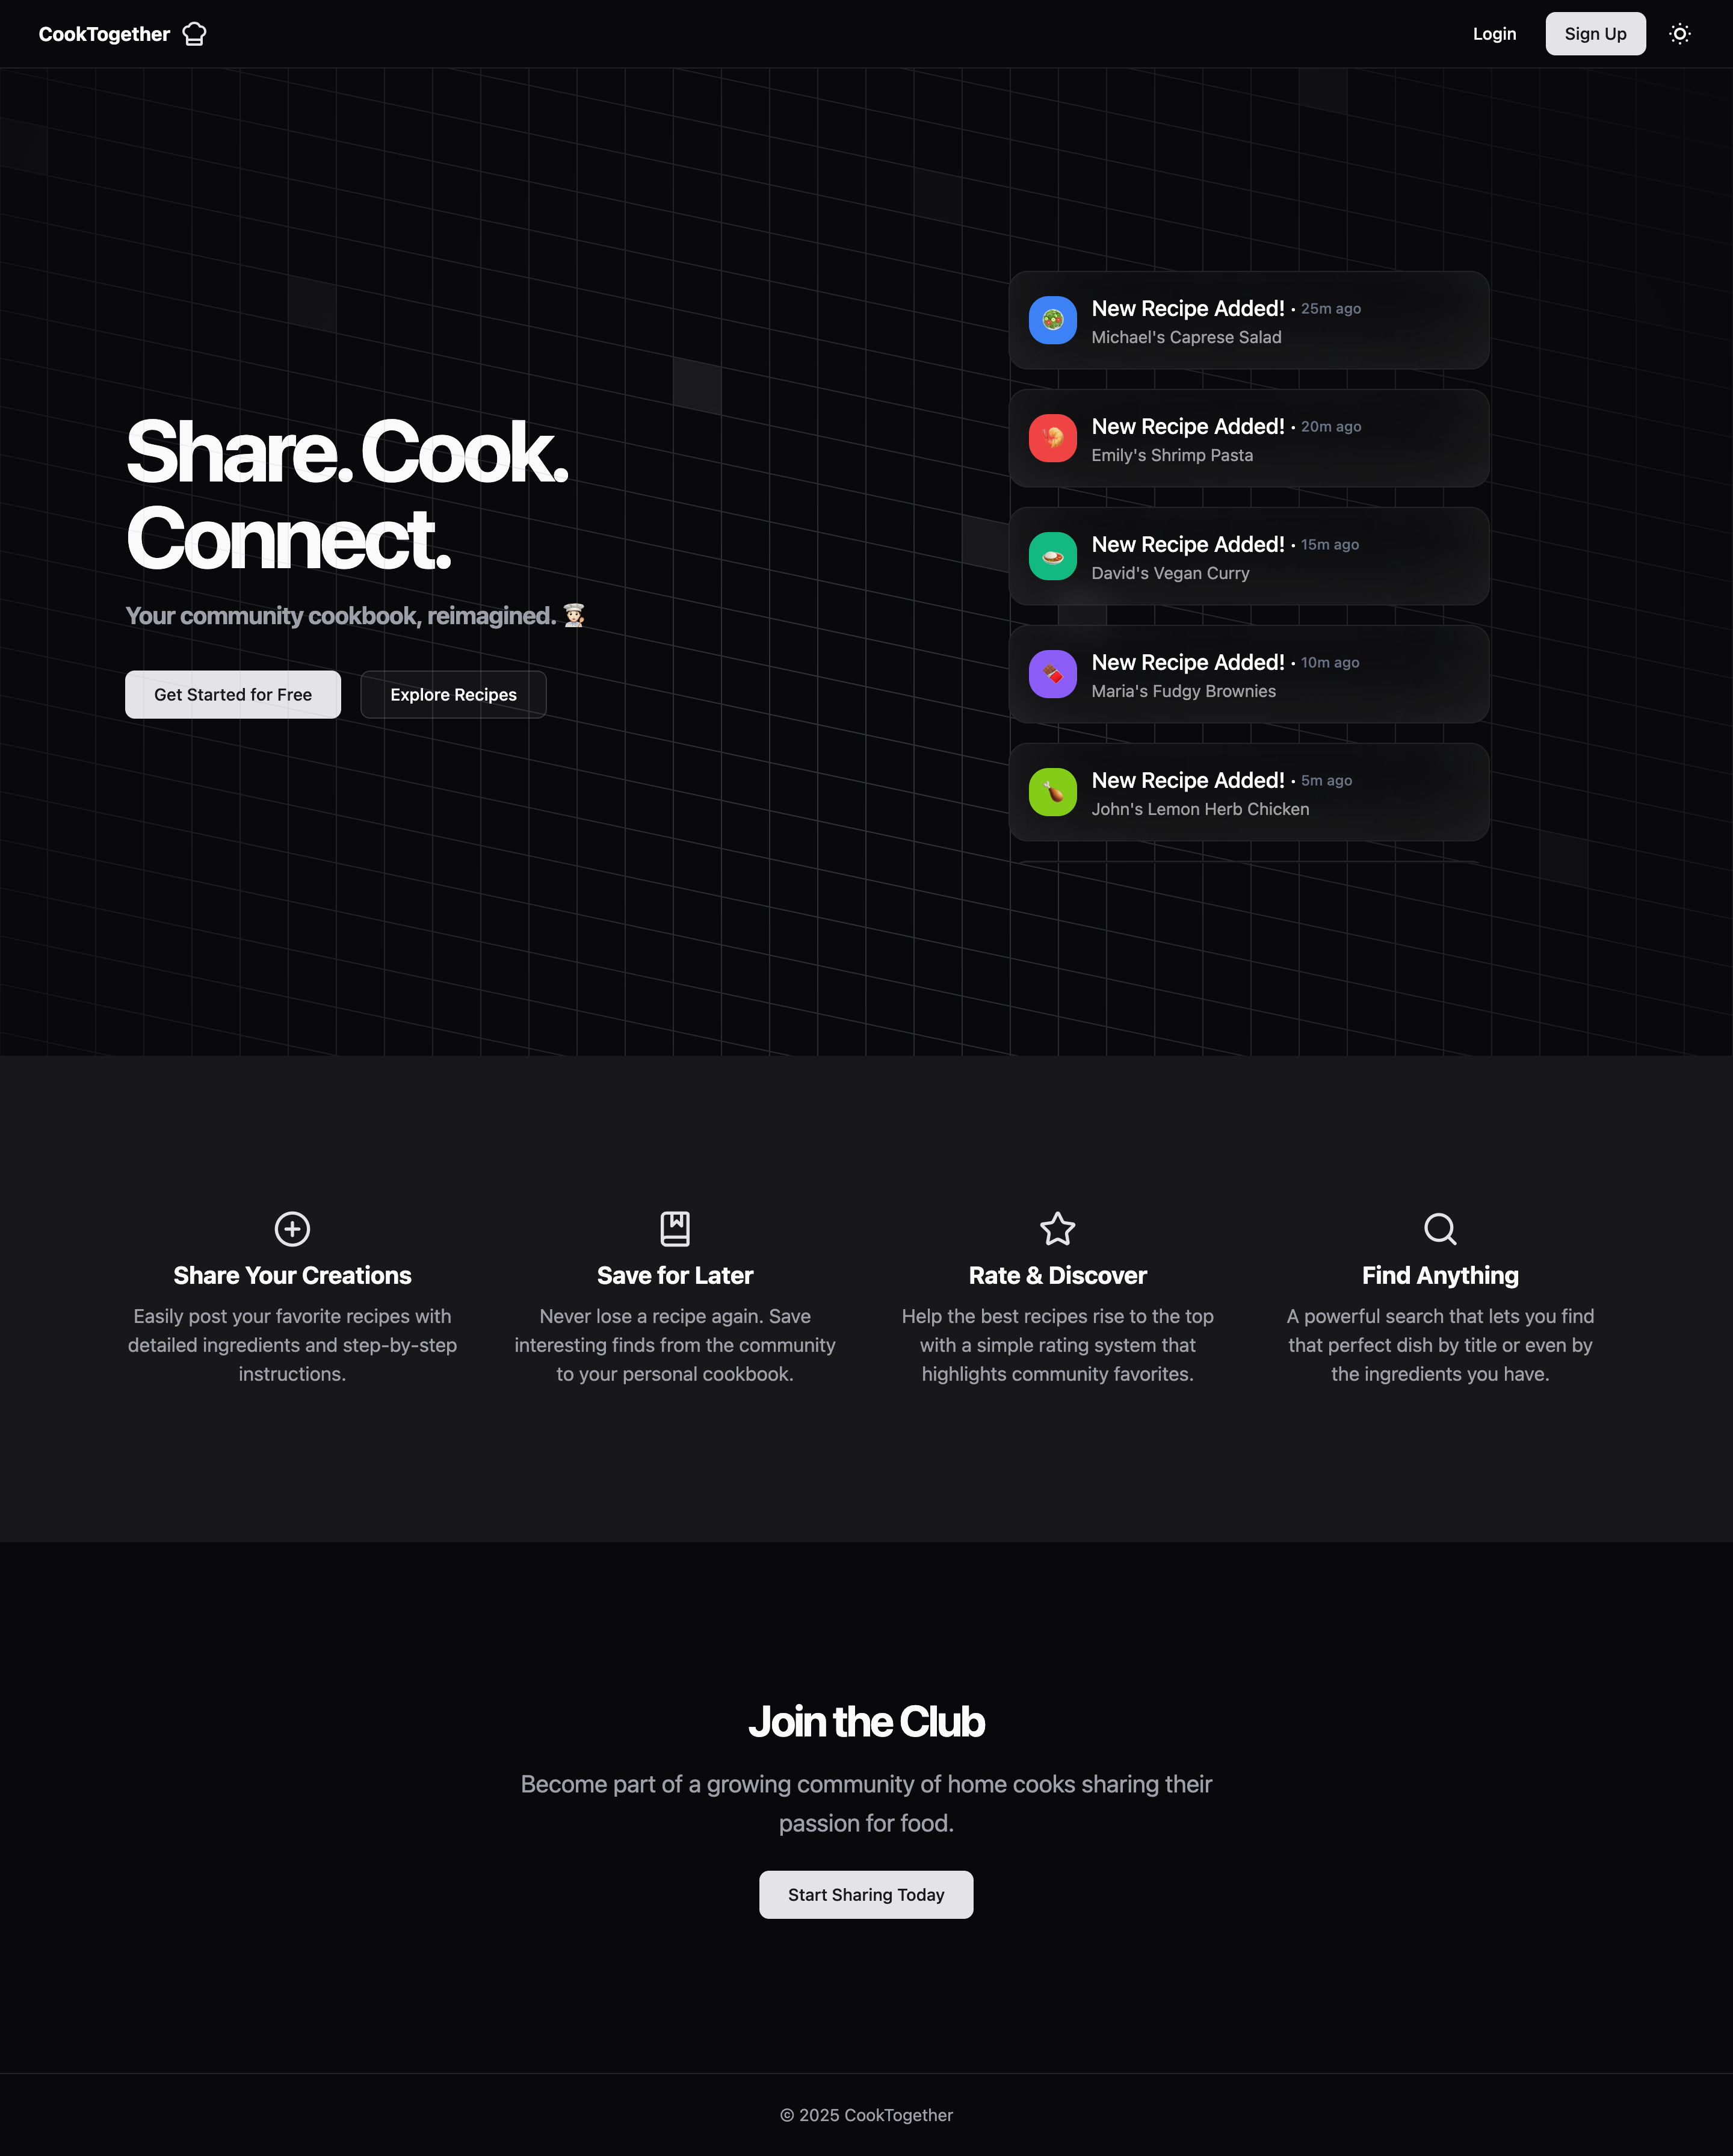 CookTogether
Login
Sign Up
Share. Cook.
Connect.
Your community cookbook, reimagined. 🧑🏻‍🍳
Get Started for Free
Explore Recipes
New Recipe Added! · 25m ago
Michael's Caprese Salad
New Recipe Added! · 20m ago
Emily's Shrimp Pasta
New Recipe Added! · 15m ago
David's Vegan Curry
New Recipe Added! · 10m ago
Maria's Fudgy Brownies
New Recipe Added! · 5m ago
John's Lemon Herb Chicken
Share Your Creations
Easily post your favorite recipes with
detailed ingredients and step-by-step
instructions.
Save for Later
Never lose a recipe again. Save
interesting finds from the community
to your personal cookbook.
Rate & Discover
Help the best recipes rise to the top
with a simple rating system that
highlights community favorites.
Find Anything
A powerful search that lets you find
that perfect dish by title or even by
the ingredients you have.
Join the Club
Become part of a growing community of home cooks sharing their
passion for food.
Start Sharing Today
© 2025 CookTogether